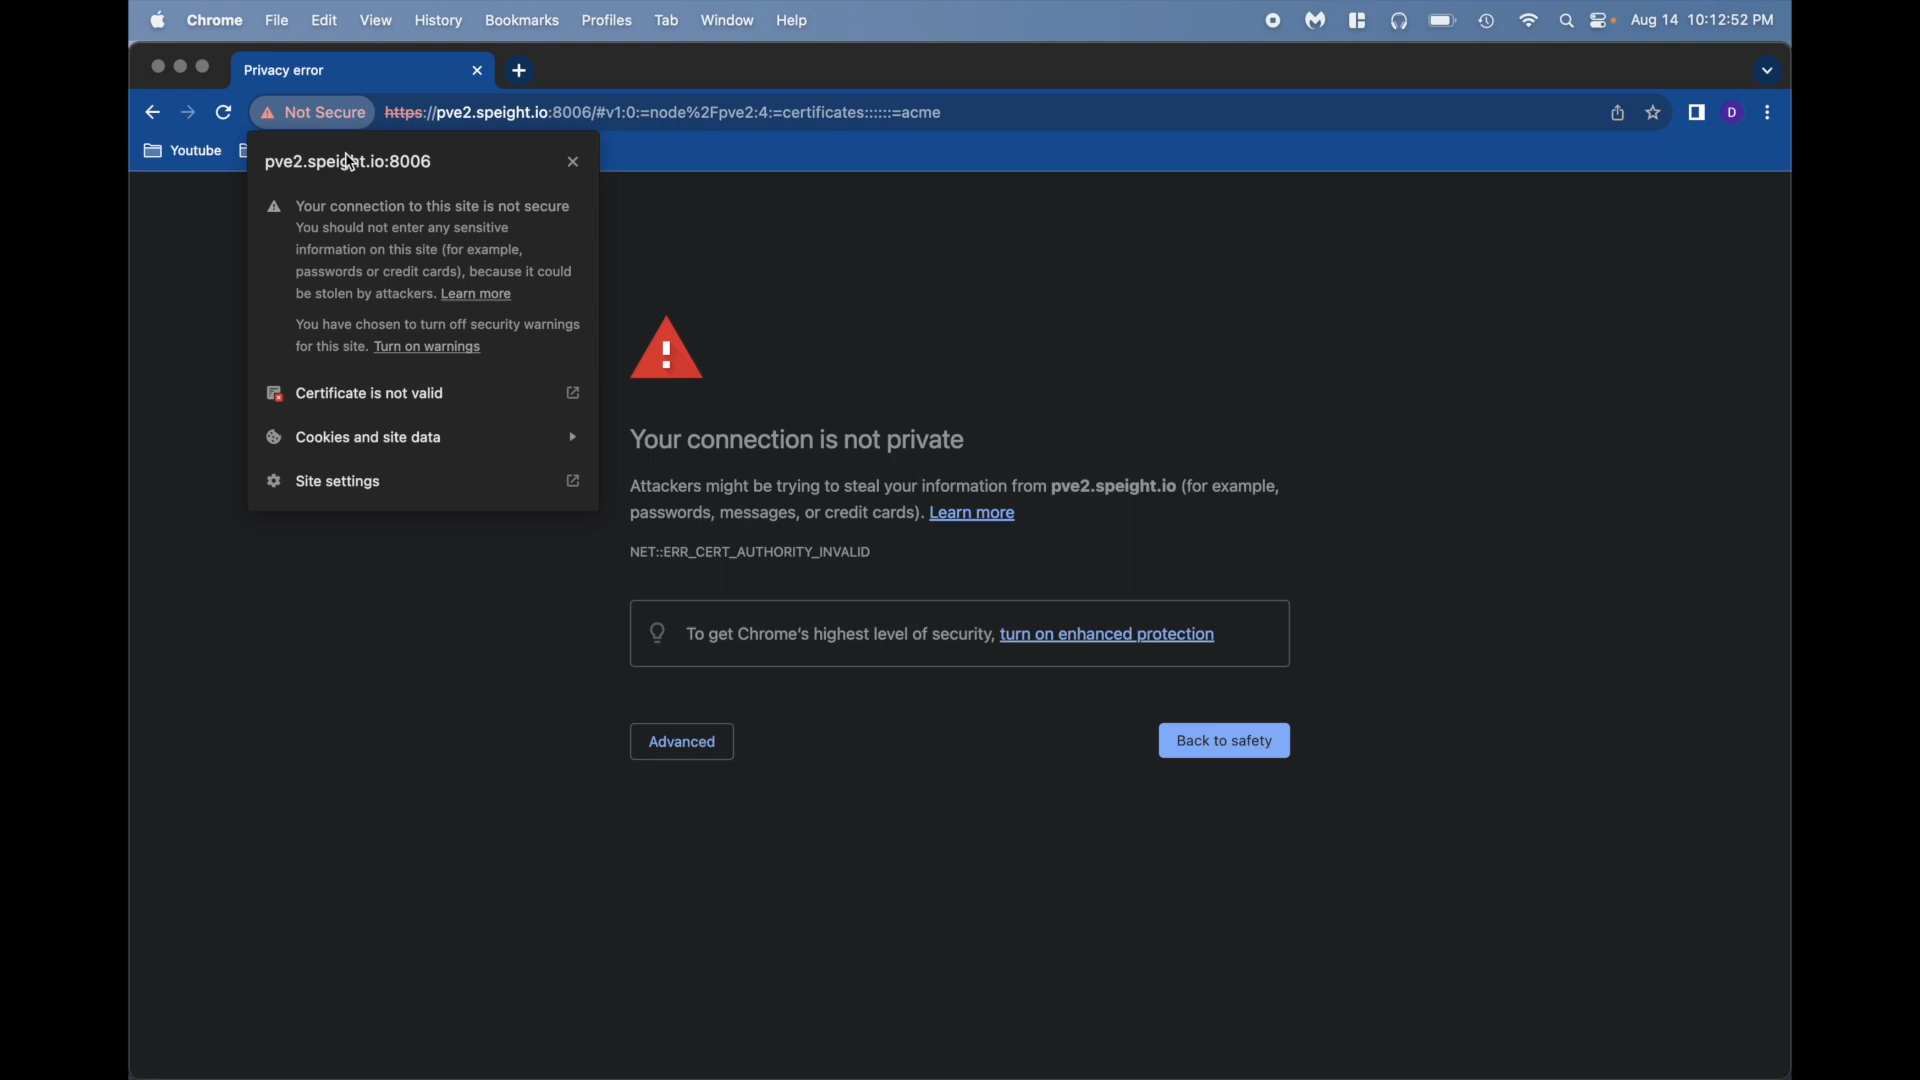 Chrome File Edit View History Bookmarks Profiles Tab Window Help Aug 14 10:12:52 PM
Privacy error
Not Secure https://pve2.speight.io:8006/#v1:0:=node%2Fpve2:4:=certificates::::::=acme D
Youtube
pve2.speight.io:8006
Your connection to this site is not secure
You should not enter any sensitive
information on this site (for example,
passwords or credit cards), because it could
be stolen by attackers. Learn more
You have chosen to turn off security warnings
for this site. Turn on warnings
Certificate is not valid
Cookies and site data
Site settings
Your connection is not private
Attackers might be trying to steal your information from pve2.speight.io (for example,
passwords, messages, or credit cards). Learn more
NET::ERR_CERT_AUTHORITY_INVALID
To get Chrome's highest level of security, turn on enhanced protection
Advanced
Back to safety